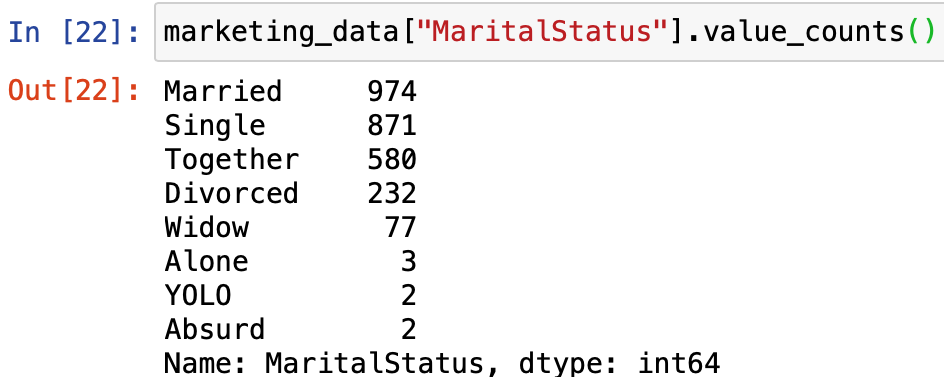 In [22]: marketing_data["MaritalStatus"].value_counts()
Out[22]: Married     974
Single      871
Together    580
Divorced    232
Widow        77
Alone         3
YOLO          2
Absurd        2
Name: MaritalStatus, dtype: int64